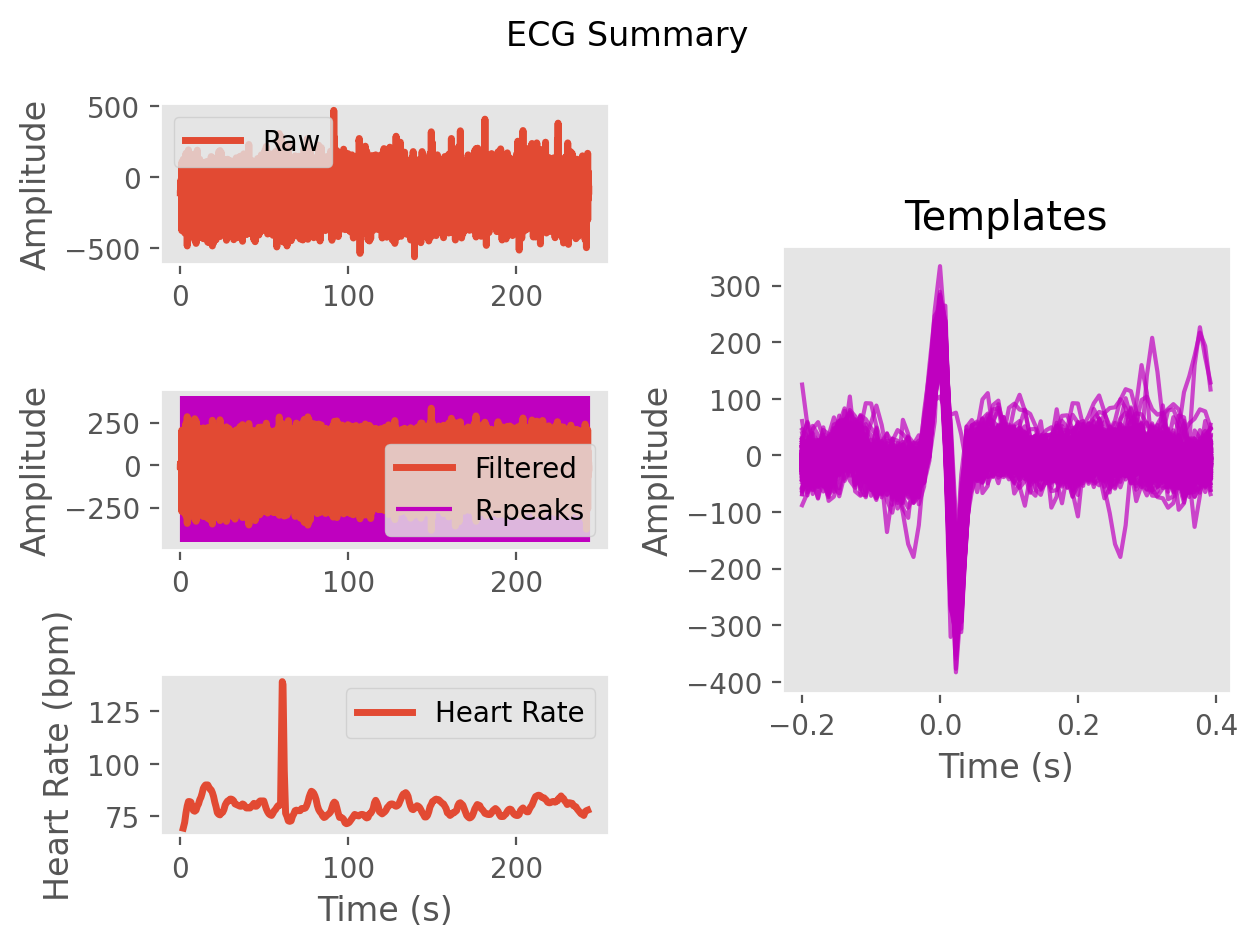 ECG Summary
Amplitude
500
0
−500
Raw
0 100 200
Amplitude
250
0
−250
Filtered
R-peaks
0 100 200
Heart Rate (bpm)
125
100
75
Heart Rate
0 100 200
Time (s)
Templates
Amplitude
300
200
100
0
−100
−200
−300
−400
−0.2 0.0 0.2 0.4
Time (s)